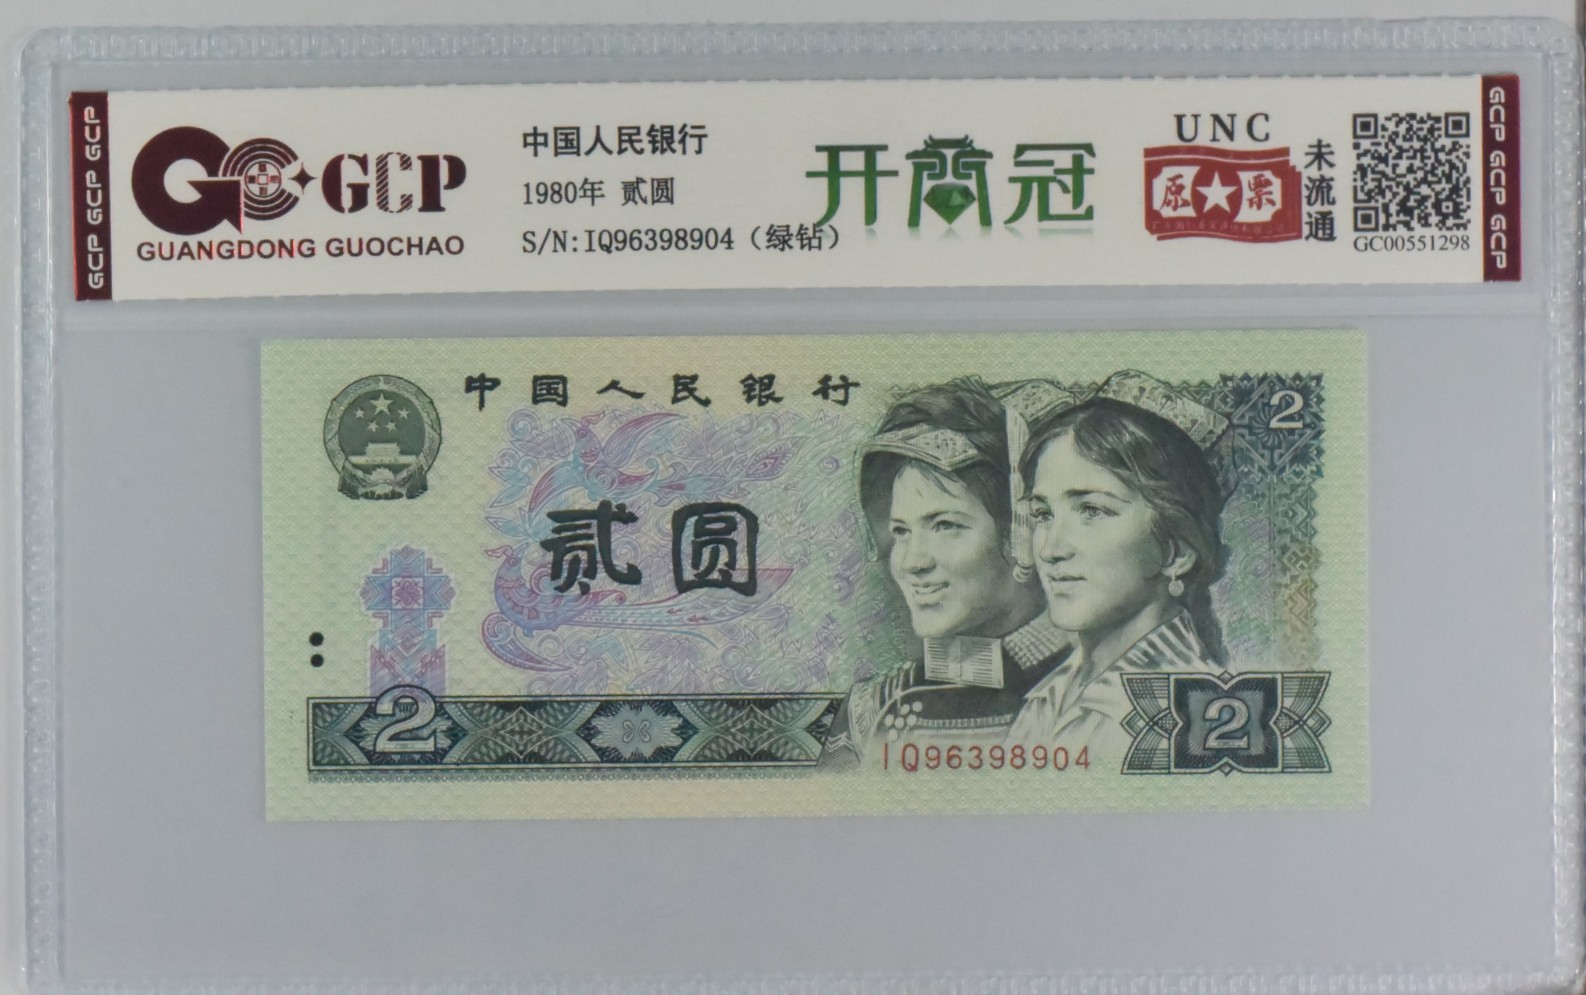 GCP GCP GCP
GCP
GUANGDONG GUOCHAO
中国人民银行
1980年 贰圆
S/N:IQ96398904（绿钻）
开门冠
UNC
原★票
未流通
GC00551298
GCP GCP GCP
中国人民银行
2
贰圆
2
IQ96398904
2